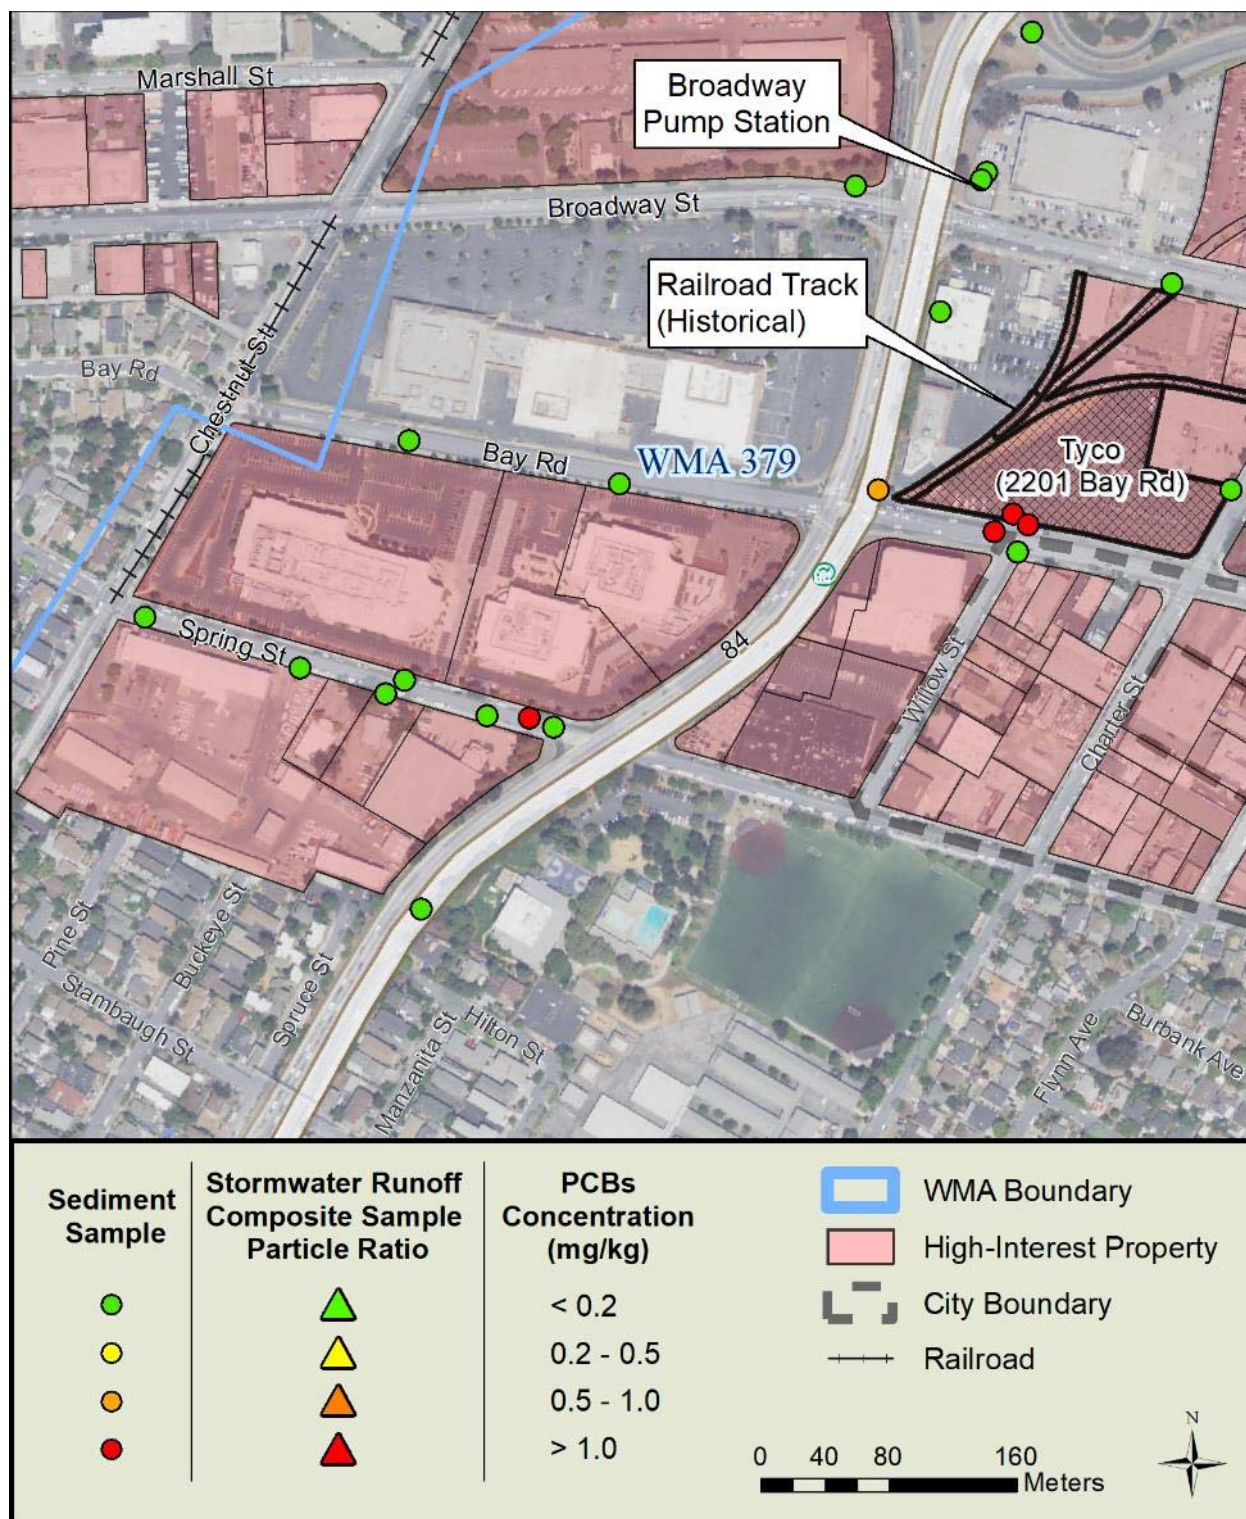 Marshall St
Broadway
Pump Station
Broadway St
Railroad Track
(Historical)
Chestnut St
Bay Rd
Bay Rd
WMA 379
Tyco
(2201 Bay Rd)
Spring St
84
Willow St
Charter St
Pine St
Buckeye St
Spruce St
Stambaugh St
Manzanita St
Hilton St
Flynn Ave
Burbank Ave
Sediment
Sample
Stormwater Runoff
Composite Sample
Particle Ratio
PCBs
Concentration
(mg/kg)
< 0.2
0.2 - 0.5
0.5 - 1.0
> 1.0
WMA Boundary
High-Interest Property
City Boundary
Railroad
N
0 40 80 160
Meters